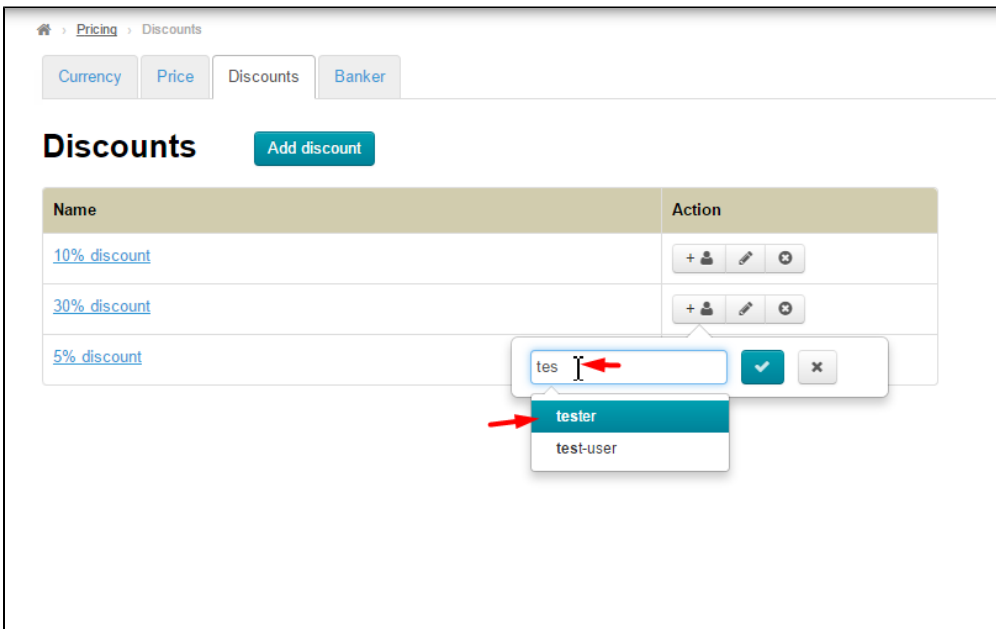 Pricing › Discounts
Currency Price Discounts Banker
Discounts Add discount
Name Action
10% discount
+
30% discount
+
5% discount
tes
tester
test-user